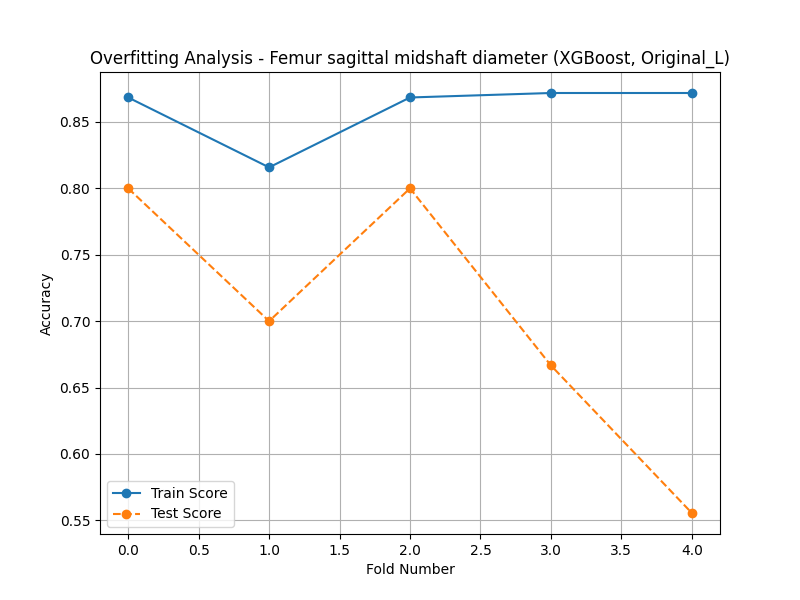 Overfitting Analysis - Femur sagittal midshaft diameter (XGBoost, Original_L)
0.85
0.80
0.75
0.70
0.65
0.60
0.55
Accuracy
Train Score
Test Score
0.0 0.5 1.0 1.5 2.0 2.5 3.0 3.5 4.0
Fold Number